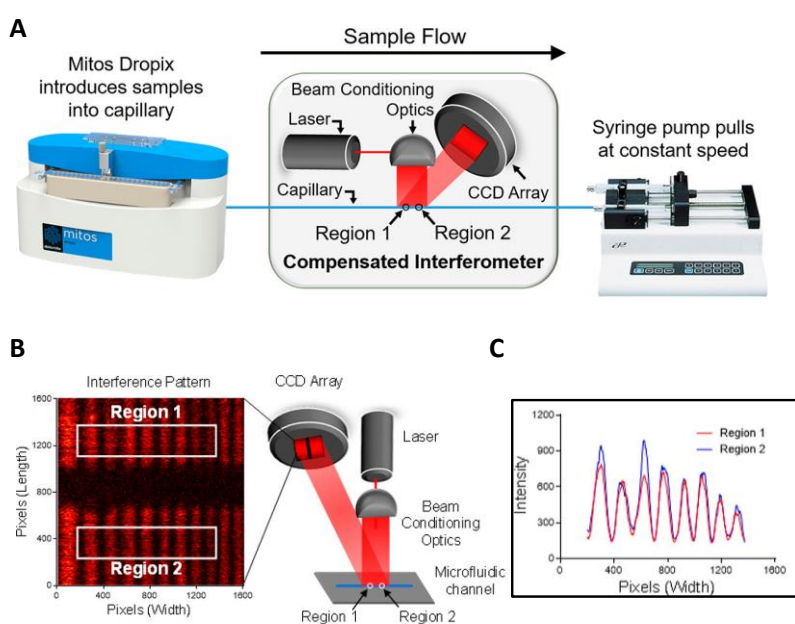 A
Sample Flow
Mitos Dropix
introduces samples
into capillary
Beam Conditioning
Optics
Laser
CCD Array
Capillary
Region 1
Region 2
Compensated Interferometer
Syringe pump pulls
at constant speed
mitos
B
Interference Pattern
Pixels (Length)
1600
1200
800
400
0
Region 1
Region 2
0
400
800
1200
1600
Pixels (Width)
CCD Array
Laser
Beam
Conditioning
Optics
Microfluidic
channel
Region 1
Region 2
C
Intensity
1200
900
600
300
0
Region 1
Region 2
0
400
800
1200
1600
Pixels (Width)